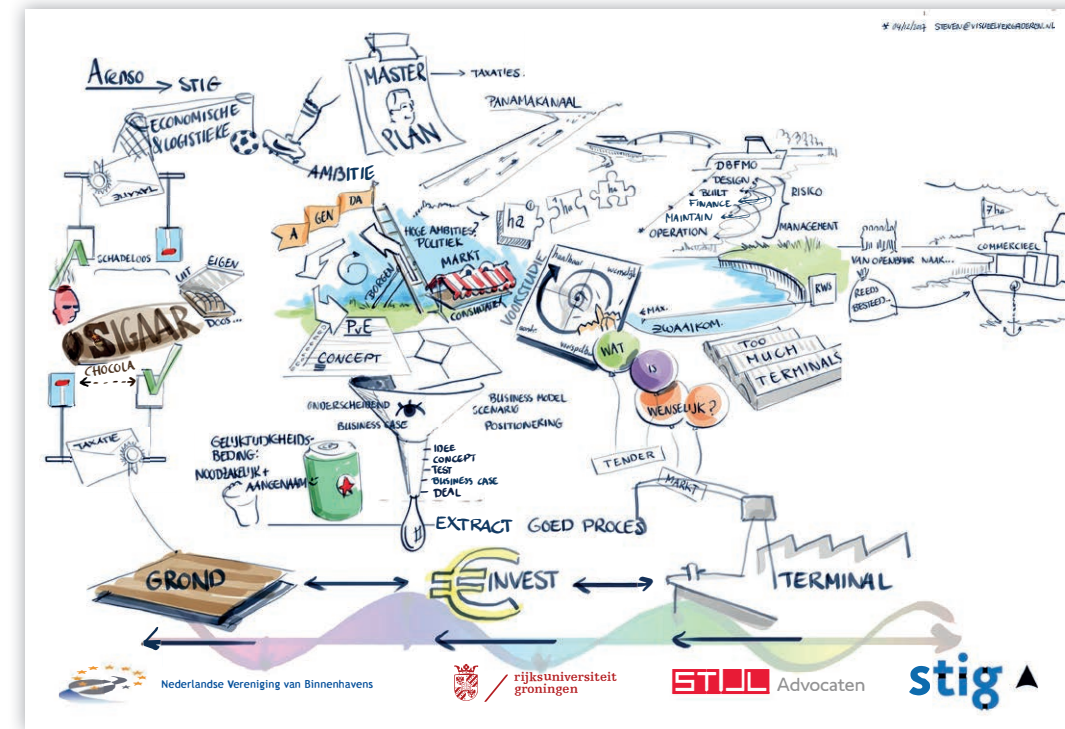 * 04/12/2017 STEVEN@VISUEELVERGADEREN.NL
Arenso → STIG
ECONOMISCHE
& LOGISTIEKE
MASTER
PLAN
→ TAXATIES.
PANAMAKANAAL
AMBITIE
A GEN DA
TAXATIE
SCHADELOOS
UIT EIGEN
DOOS...
SIGAAR
CHOCOLA
TAXATIE
HOGE AMBITIES?
POLITIEK
MARKT
BORGEN
CONSUMATEK
ha
ha
ha
DBFMO
DESIGN
BUILT
FINANCE
MAINTAIN
OPERATION
RISIKO
MANAGEMENT
7ha
COMMERCIEEL
VAN OPENBAAR NAAR...
REEDS
BESTEED...
RWS
MAX.
ZWAAIKOM.
TOO
MUCH
TERMINALS
VOORSTUDIE
haalbaar wenselijk
WAT
IS
WENSELIJK?
TENDER
MARKT
PvE
CONCEPT
ONDERSCHEIDEND
BUSINESS CASE
BUSINESS MODEL
SCENARIO
POSITIONERING
GELIJKTIJDIGHEIDS-
BEDING:
NOODZAKELIJK +
AANGENAAM
- IDEE
- CONCEPT
- TEST
- BUSINESS CASE
- DEAL
EXTRACT GOED PROCES
GROND
€ INVEST
TERMINAL
Nederlandse Vereniging van Binnenhavens
rijksuniversiteit
groningen
STIJL Advocaten
stig